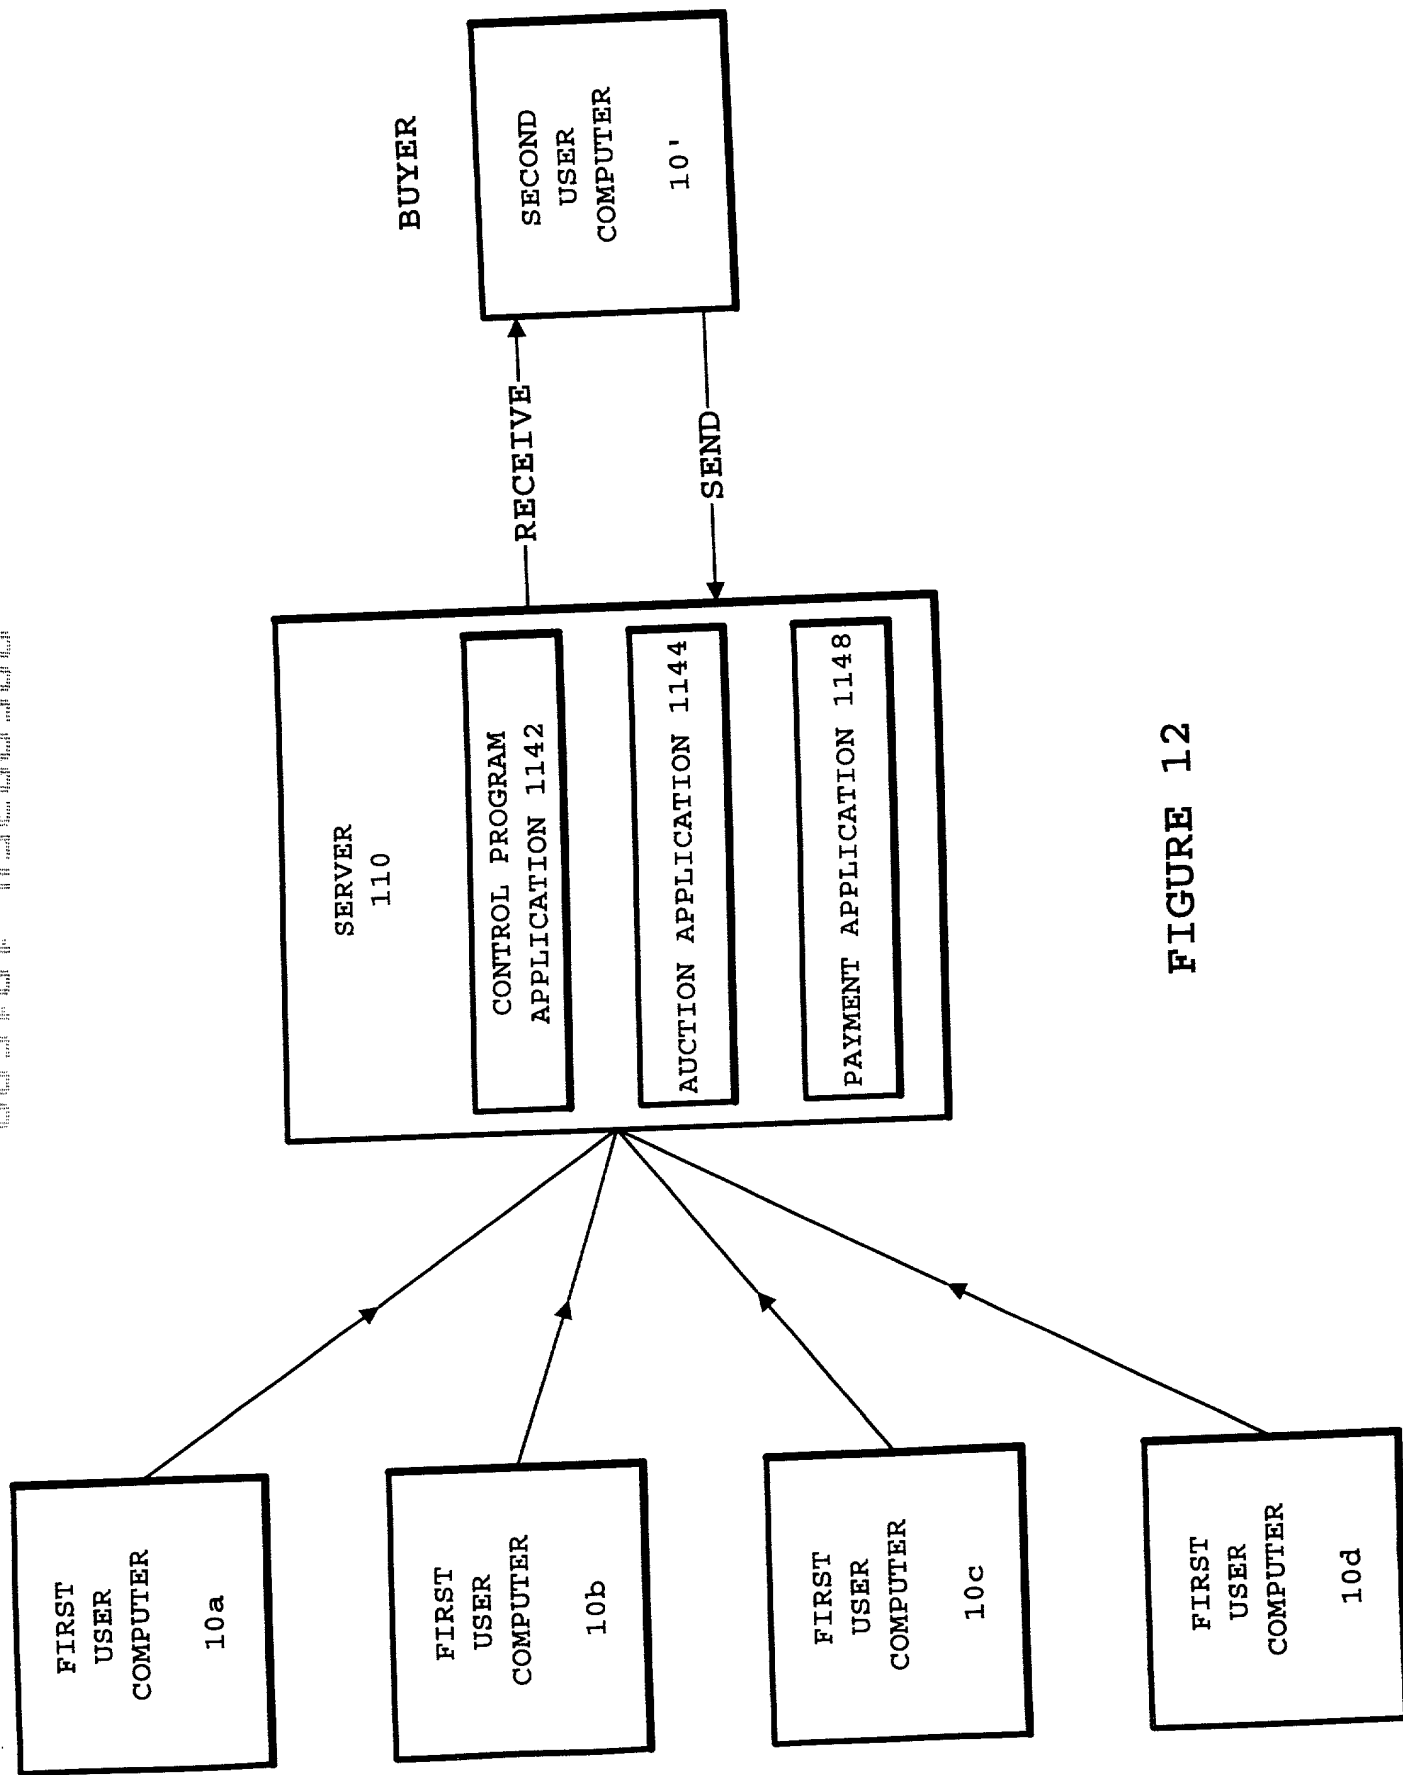 FIRST
USER
COMPUTER
10a
FIRST
USER
COMPUTER
10b
FIRST
USER
COMPUTER
10c
FIRST
USER
COMPUTER
10d
SERVER
110
CONTROL PROGRAM
APPLICATION 1142
AUCTION APPLICATION 1144
PAYMENT APPLICATION 1148
RECEIVE
SEND
BUYER
SECOND
USER
COMPUTER
10'
FIGURE 12